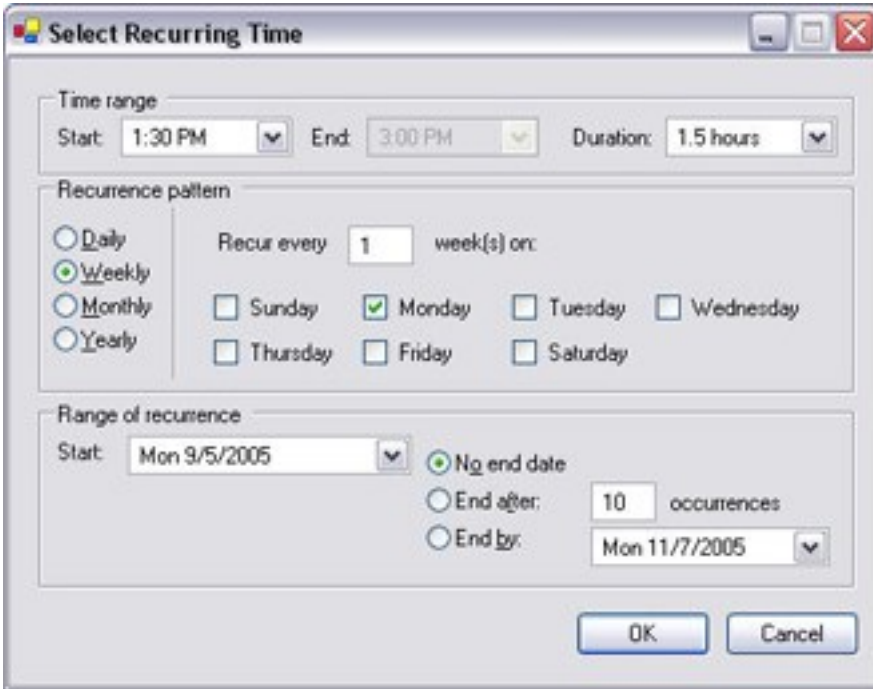 Select Recurring Time
Time range
Start: 1:30 PM End: 3:00 PM Duration: 1.5 hours
Recurrence pattern
Daily
Recur every 1 week(s) on:
Weekly
Monthly
Sunday Monday Tuesday Wednesday
Yearly
Thursday Friday Saturday
Range of recurrence
Start: Mon 9/5/2005
No end date
End after: 10 occurrences
End by: Mon 11/7/2005
OK Cancel